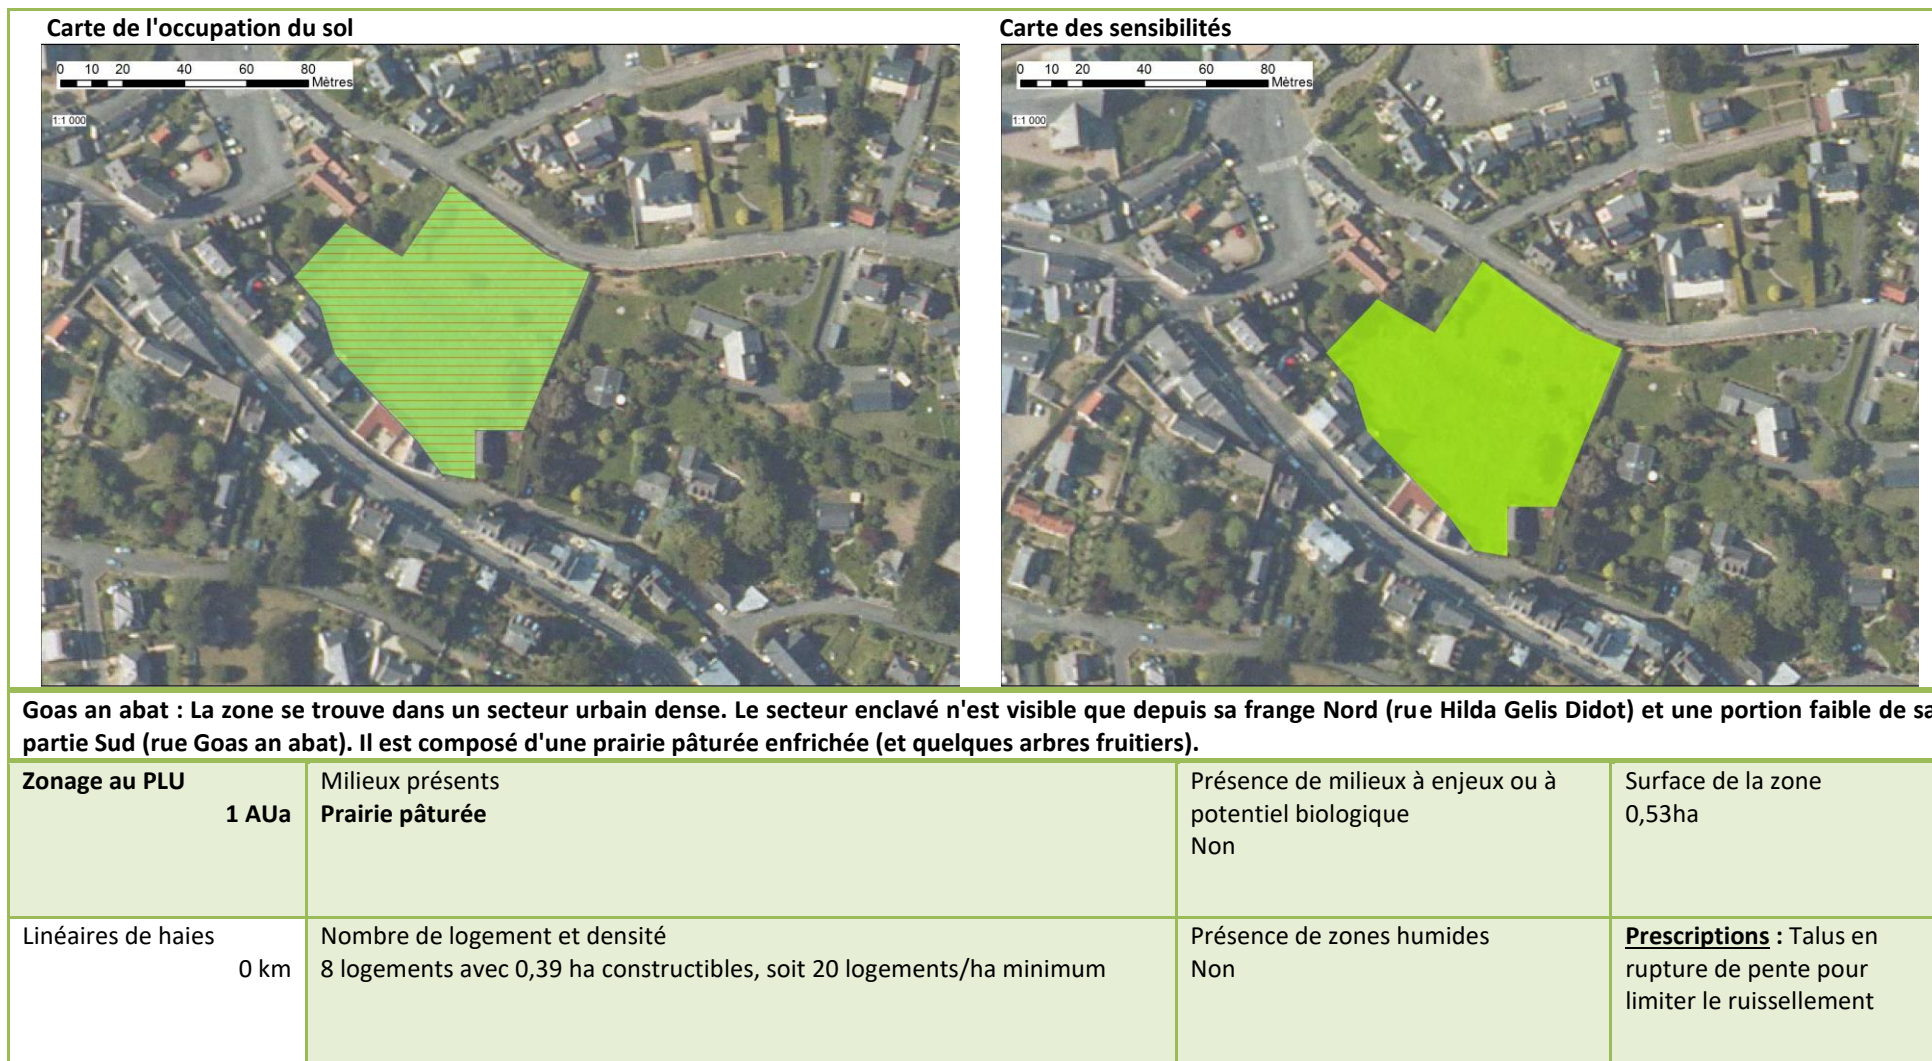 Carte de l'occupation du sol
0 10 20 40 60 80
Mètres
1:1 000
Carte des sensibilités
0 10 20 40 60 80
Mètres
1:1 000
Goas an abat : La zone se trouve dans un secteur urbain dense. Le secteur enclavé n'est visible que depuis sa frange Nord (rue Hilda Gelis Didot) et une portion faible de sa
partie Sud (rue Goas an abat). Il est composé d'une prairie pâturée enfrichée (et quelques arbres fruitiers).
Zonage au PLU
1 AUa
Milieux présents
Prairie pâturée
Présence de milieux à enjeux ou à
potentiel biologique
Non
Surface de la zone
0,53ha
Linéaires de haies
0 km
Nombre de logement et densité
8 logements avec 0,39 ha constructibles, soit 20 logements/ha minimum
Présence de zones humides
Non
Prescriptions : Talus en
rupture de pente pour
limiter le ruissellement